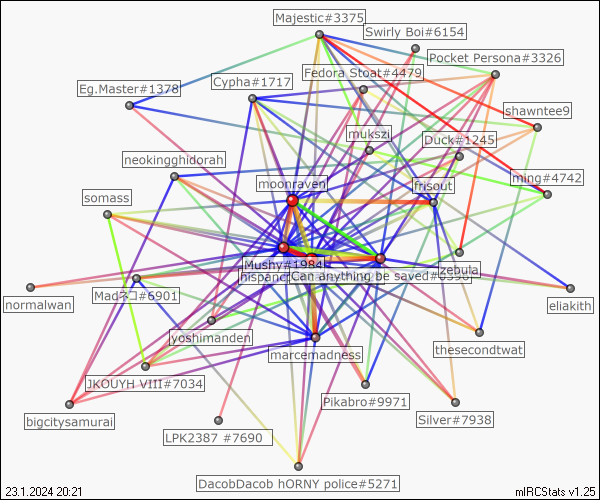 Majestic#3375
Swirly Boi#6154
Pocket Persona#3326
Fedora Stoat#4479
Cypha#1717
Eg.Master#1378
shawntee9
mukszi
Duck#1245
neokingghidorah
moonraven
frisout
ming#4742
somass
Mushy#1984
hispanc
Can anything be saved#6390
zebula
normalwan
Madネコ#6901
eliakith
yoshimanden
marcemadness
thesecondtwat
JKOUYH VIII#7034
Pikabro#9971
bigcitysamurai
Silver#7938
LPK2387 #7690
DacobDacob hORNY police#5271
23.1.2024 20:21
mIRCStats v1.25